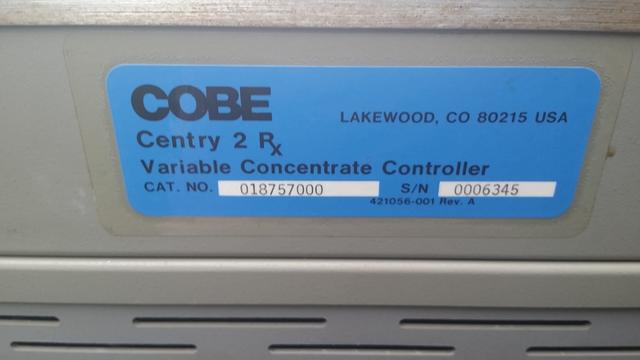 COBE
LAKEWOOD, CO 80215 USA
Centry 2 Rx
Variable Concentrate Controller
CAT. NO. 018757000 S/N 0006345
421056-001 Rev. A